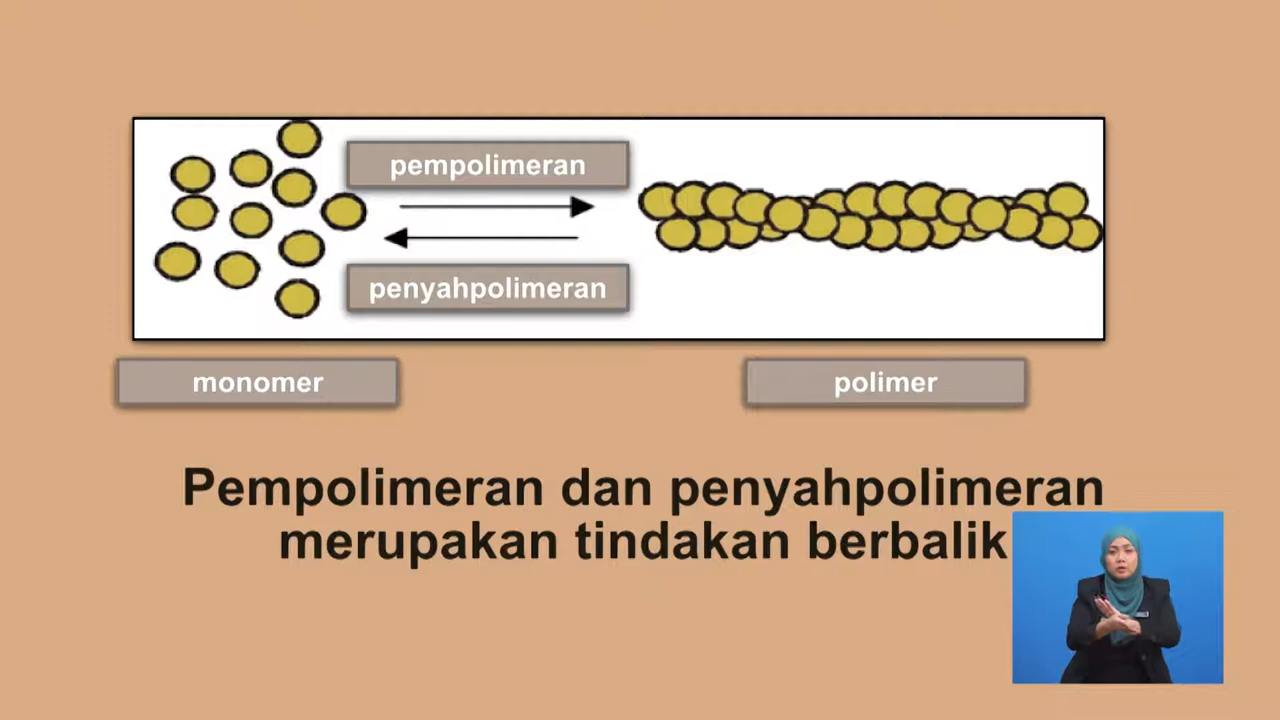 pempolimeran
penyahpolimeran
monomer
polimer
Pempolimeran dan penyahpolimeran
merupakan tindakan berbalik